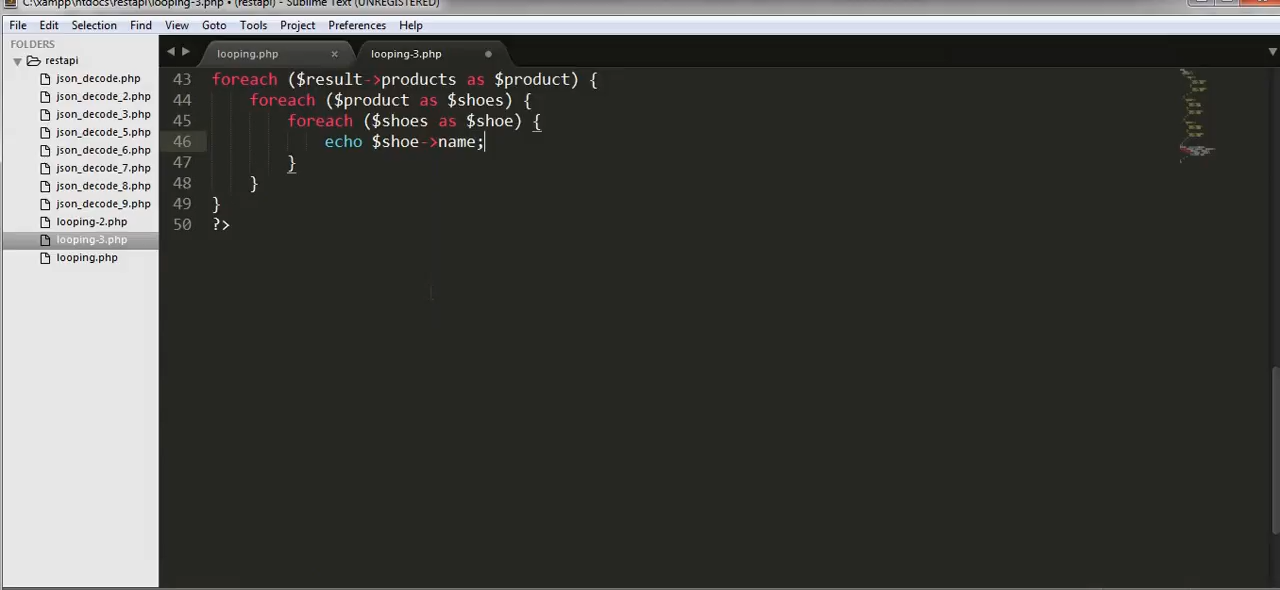 C:\xampp\htdocs\restapi\looping-3.php • (restapi) - Sublime Text (UNREGISTERED)
File Edit Selection Find View Goto Tools Project Preferences Help
FOLDERS
restapi
json_decode.php
json_decode_2.php
json_decode_3.php
json_decode_5.php
json_decode_6.php
json_decode_7.php
json_decode_8.php
json_decode_9.php
looping-2.php
looping-3.php
looping.php
looping.php × looping-3.php
43 foreach ($result->products as $product) {
44 foreach ($product as $shoes) {
45 foreach ($shoes as $shoe) {
46 echo $shoe->name;
47 }
48 }
49 }
50 ?>